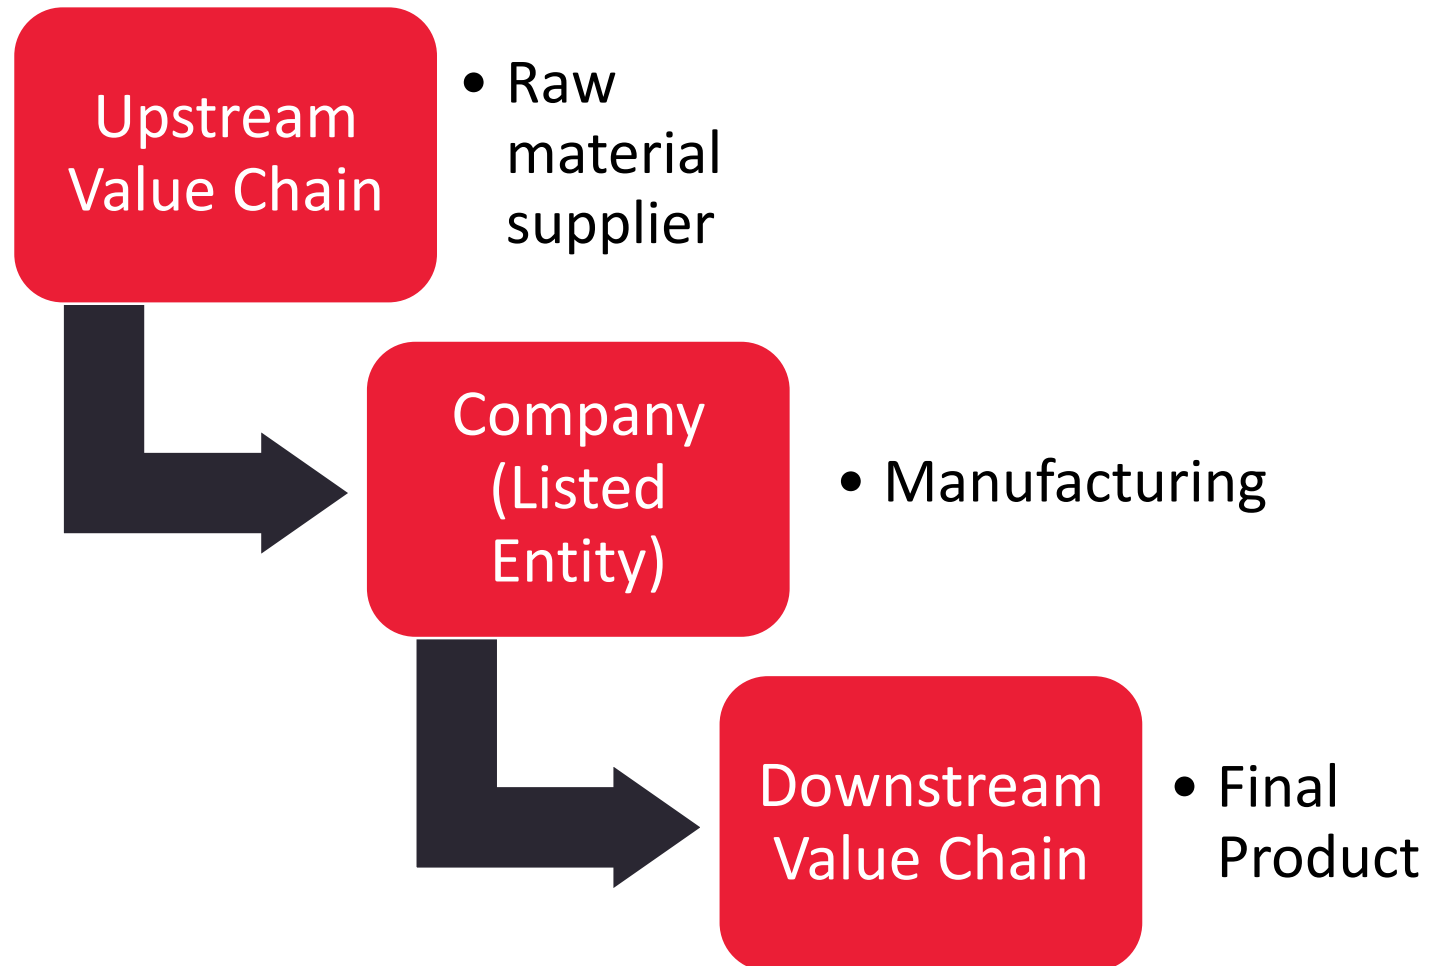 Upstream
Value Chain
• Raw
material
supplier
Company
(Listed
Entity)
• Manufacturing
Downstream
Value Chain
• Final
Product